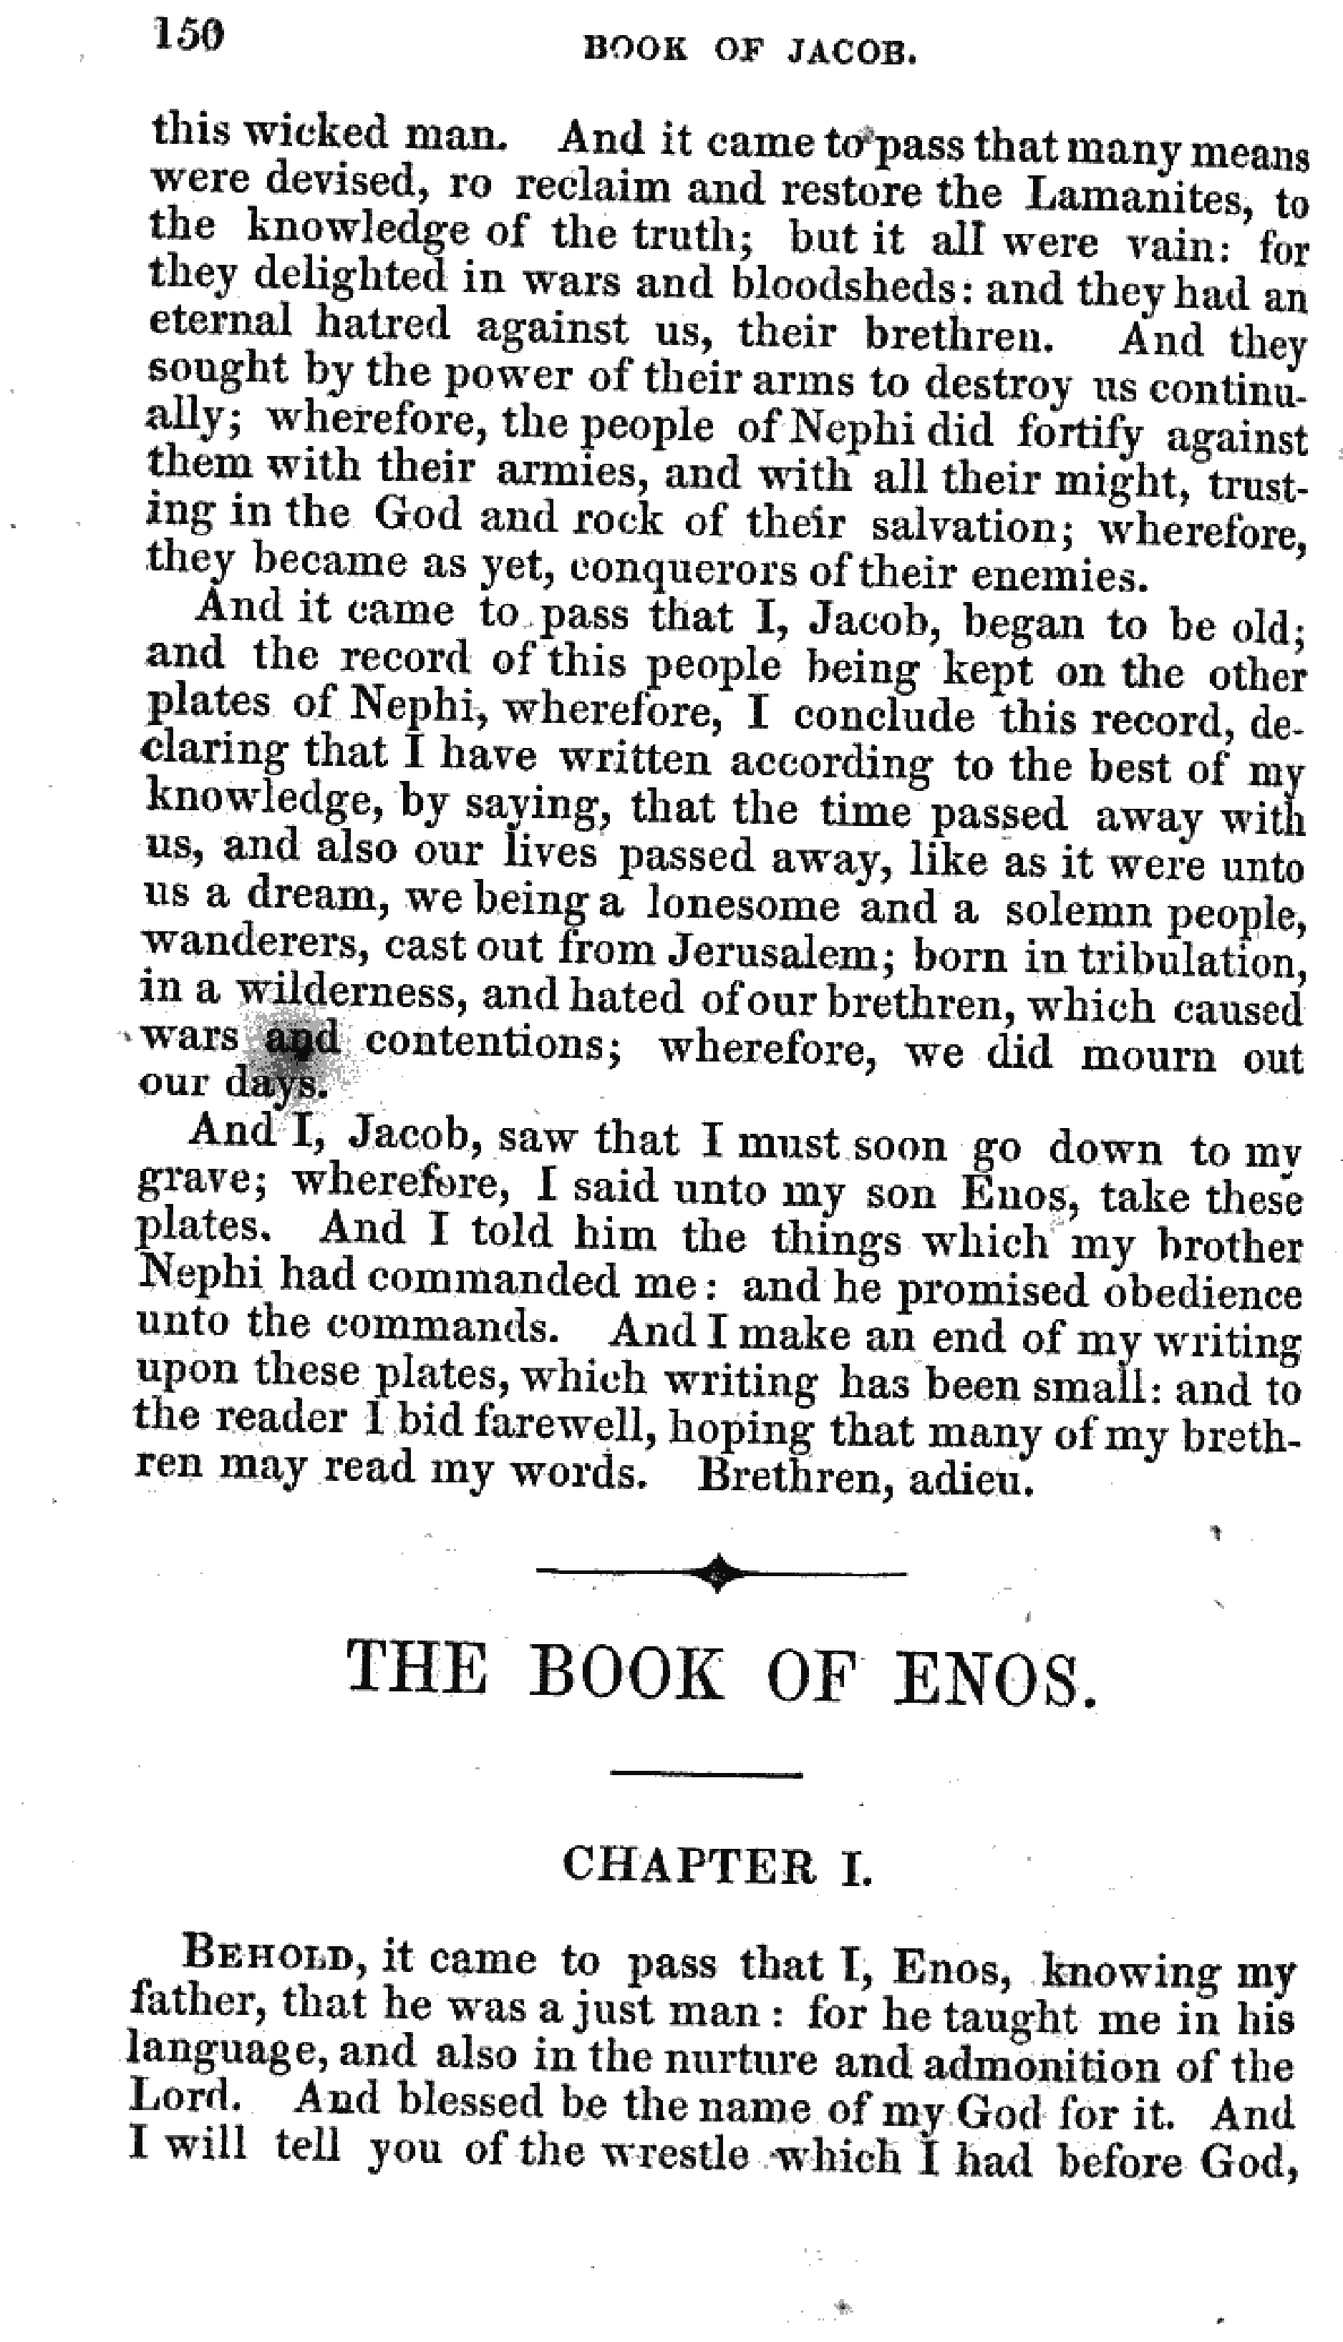 150
BOOK OF JACOB.
this wicked man. And it came to pass that many means
were devised, ro reclaim and restore the Lamanites, to
the knowledge of the truth; but it all were vain: for
they delighted in wars and bloodsheds: and they had an
eternal hatred against us, their brethren. And they
sought by the power of their arms to destroy us continu-
ally; wherefore, the people of Nephi did fortify against
them with their armies, and with all their might, trust-
ing in the God and rock of their salvation; wherefore,
they became as yet, conquerors of their enemies.
And it came to pass that I, Jacob, began to be old;
and the record of this people being kept on the other
plates of Nephi, wherefore, I conclude this record, de-
claring that I have written according to the best of my
knowledge, by saying, that the time passed away with
us, and also our lives passed away, like as it were unto
us a dream, we being a lonesome and a solemn people,
wanderers, cast out from Jerusalem; born in tribulation,
in a wilderness, and hated of our brethren, which caused
wars and contentions; wherefore, we did mourn out
our days.
And I, Jacob, saw that I must soon go down to my
grave; wherefore, I said unto my son Enos, take these
plates. And I told him the things which my brother
Nephi had commanded me: and he promised obedience
unto the commands. And I make an end of my writing
upon these plates, which writing has been small: and to
the reader I bid farewell, hoping that many of my breth-
ren may read my words. Brethren, adieu.
THE BOOK OF ENOS.
CHAPTER I.
BEHOLD, it came to pass that I, Enos, knowing my
father, that he was a just man: for he taught me in his
language, and also in the nurture and admonition of the
Lord. And blessed be the name of my God for it. And
I will tell you of the wrestle which I had before God,